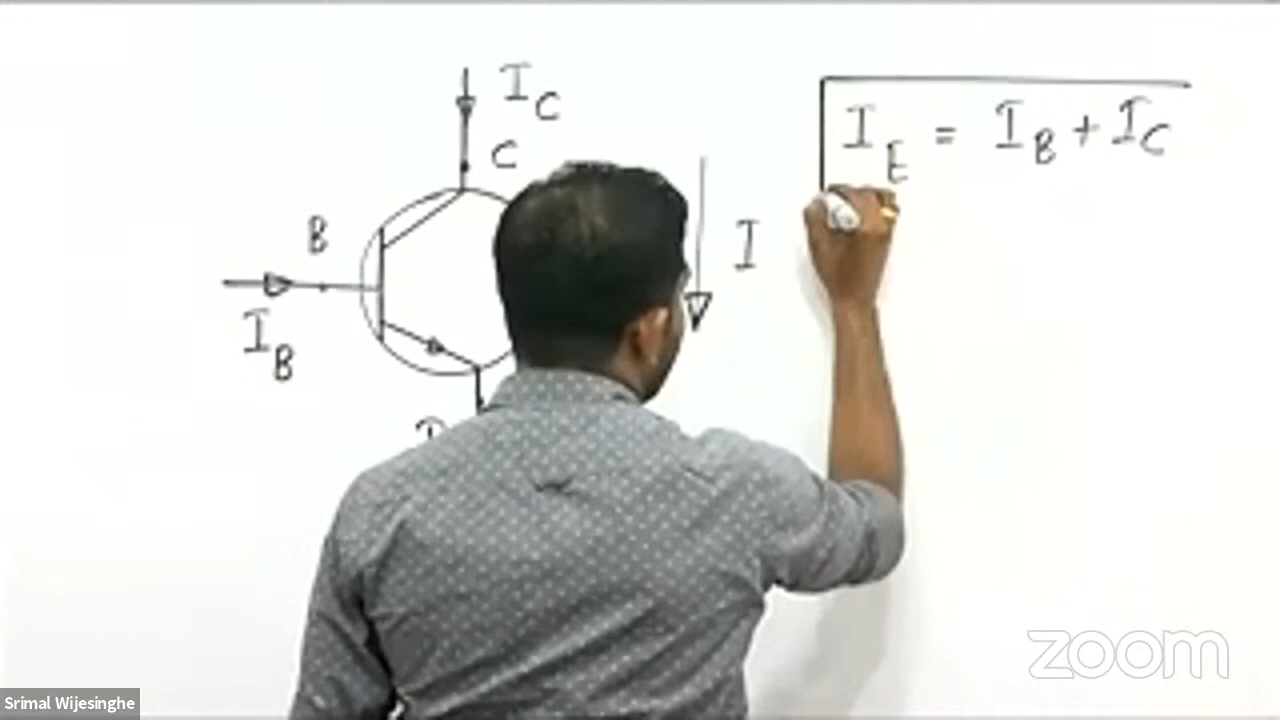 I_C
C
B
I_B
I
I_E = I_B + I_C
zoom
Srimal Wijesinghe